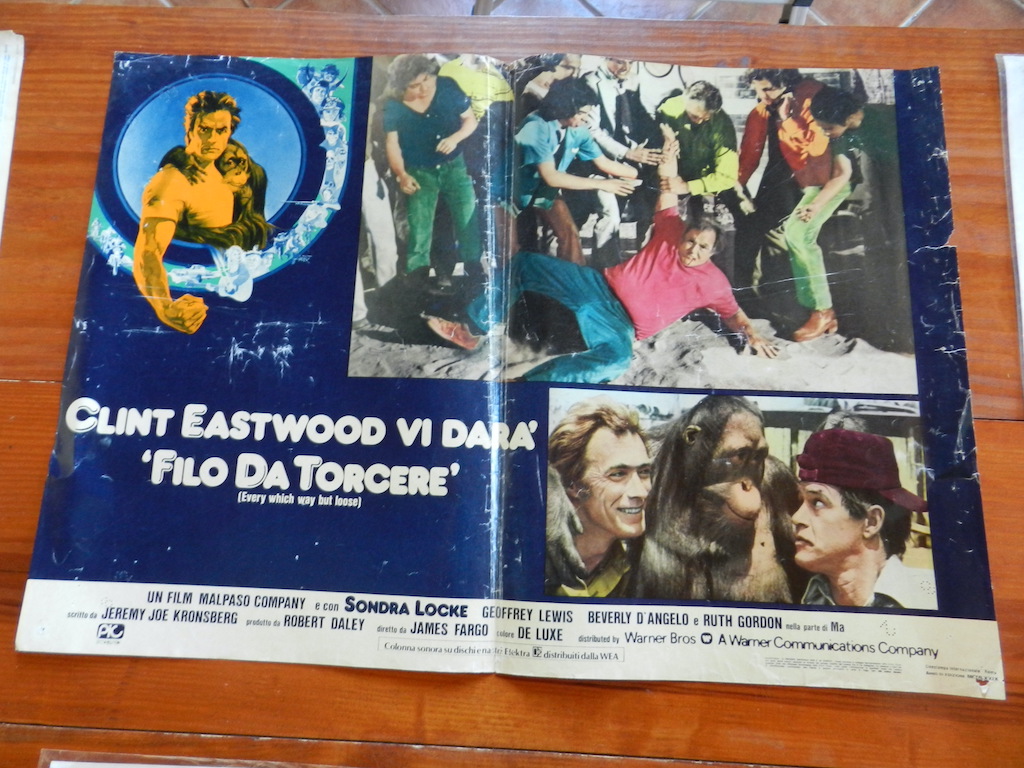 CLINT EASTWOOD VI DARA'
'FILO DA TORCERE'
(Every which way but loose)
UN FILM MALPASO COMPANY e con SONDRA LOCKE GEOFFREY LEWIS BEVERLY D'ANGELO e RUTH GORDON nella parte di Ma
scritto da JEREMY JOE KRONSBERG prodotto da ROBERT DALEY diretto da JAMES FARGO colore DE LUXE distributed by Warner Bros A Warner Communications Company
PIC
Colonna sonora su dischi e nastri Elektra distribuiti dalla WEA